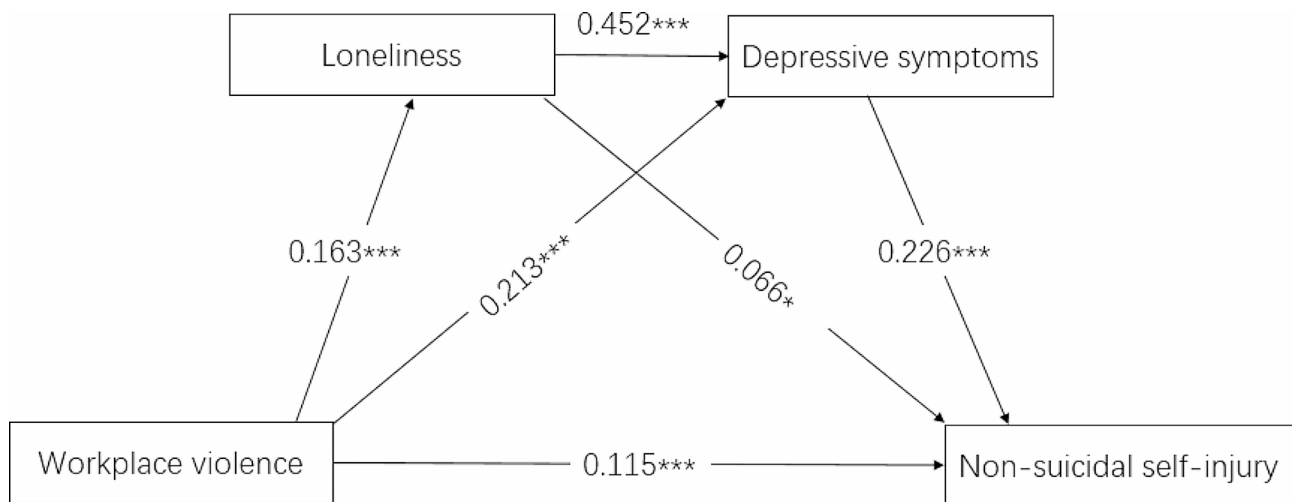 0.452***
Loneliness
Depressive symptoms
0.163***
0.213***
0.066*
0.226***
Workplace violence
0.115***
Non-suicidal self-injury